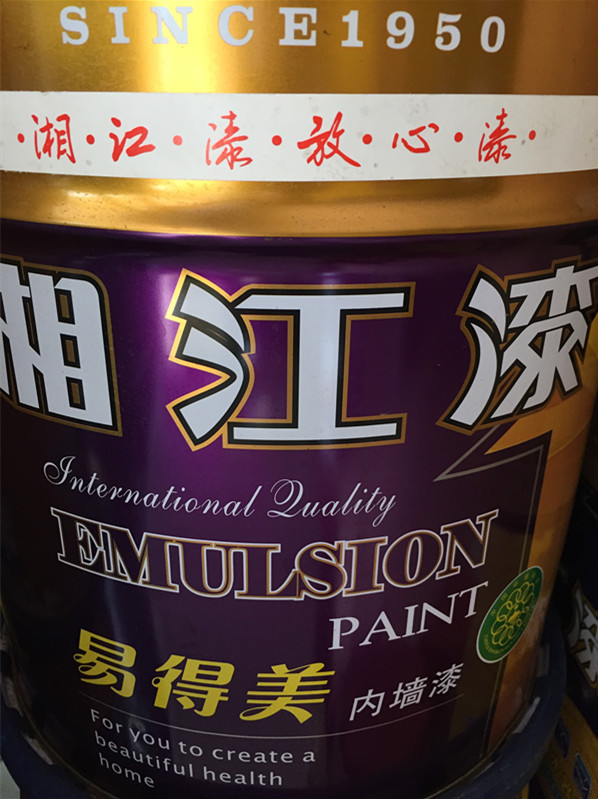 SINCE1950
·湘·江·漆·放·心·漆·
湘江漆
International Quality
EMULSION
PAINT
易得美 内墙漆
For you to create a
beautiful health
home